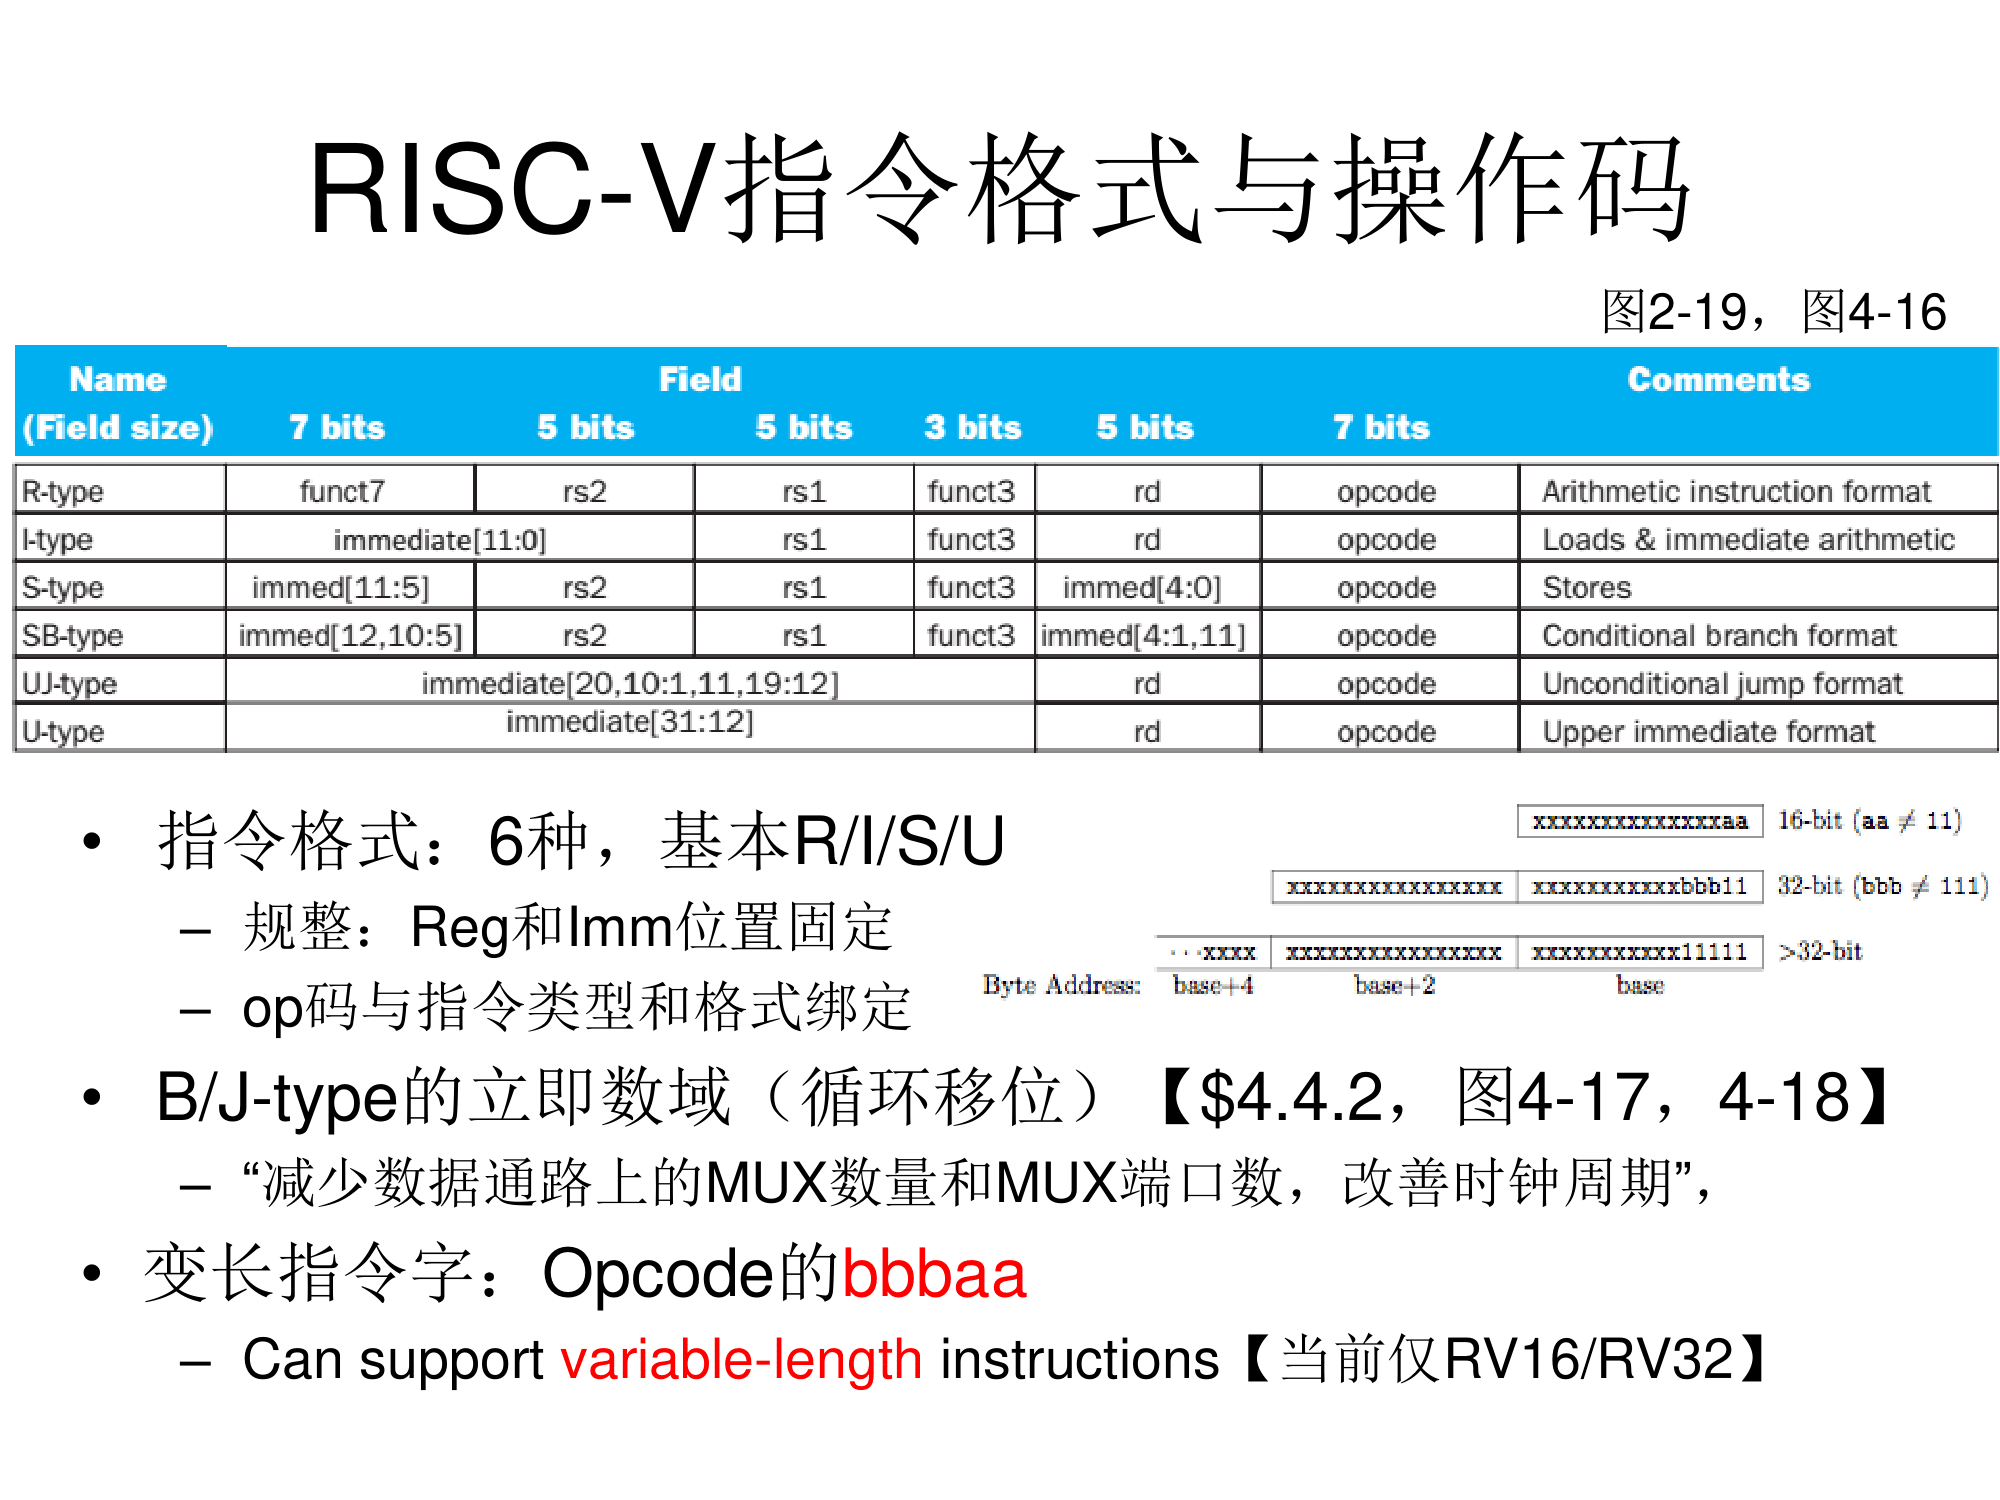 RISC-V指令格式与操作码
图2-19，图4-16
Name Field Comments
(Field size) 7 bits 5 bits 5 bits 3 bits 5 bits 7 bits
R-type funct7 rs2 rs1 funct3 rd opcode Arithmetic instruction format
I-type immediate[11:0] rs1 funct3 rd opcode Loads & immediate arithmetic
S-type immed[11:5] rs2 rs1 funct3 immed[4:0] opcode Stores
SB-type immed[12,10:5] rs2 rs1 funct3 immed[4:1,11] opcode Conditional branch format
UJ-type immediate[20,10:1,11,19:12] rd opcode Unconditional jump format
U-type immediate[31:12] rd opcode Upper immediate format
• 指令格式：6种，基本R/I/S/U
– 规整：Reg和Imm位置固定
– op码与指令类型和格式绑定
xxxxxxxxxxxxxxaa 16-bit (aa ≠ 11)
xxxxxxxxxxxxxxxx xxxxxxxxxxxbbb11 32-bit (bbb ≠ 111)
···xxxx xxxxxxxxxxxxxxxx xxxxxxxxxxx11111 >32-bit
Byte Address: base+4 base+2 base
• B/J-type的立即数域（循环移位）【$4.4.2，图4-17，4-18】
– “减少数据通路上的MUX数量和MUX端口数，改善时钟周期”，
• 变长指令字：Opcode的bbbaa
– Can support variable-length instructions【当前仅RV16/RV32】